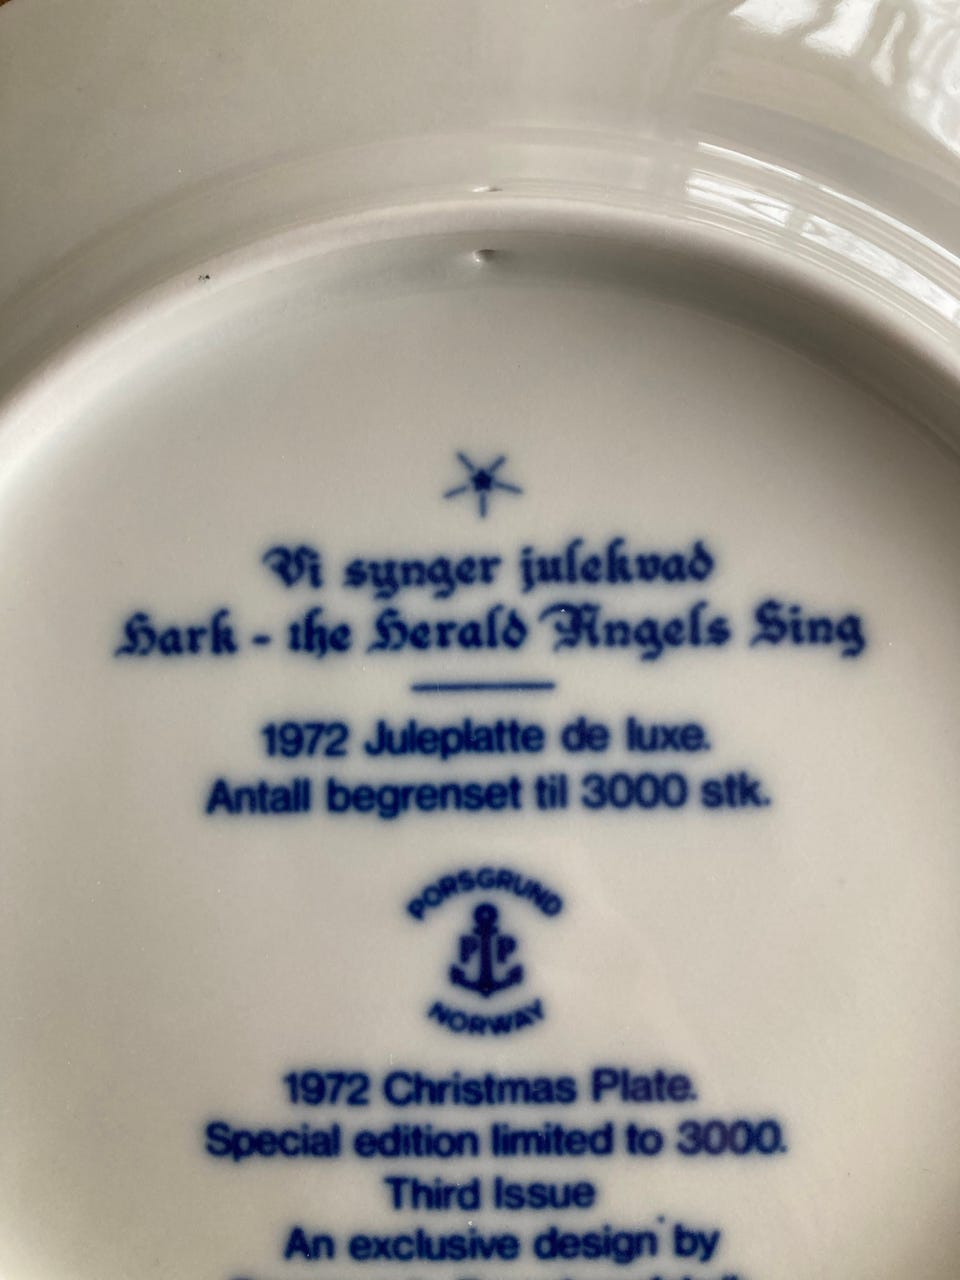 Vi synger julekvad
Hark - the Herald Angels Sing
1972 Juleplatte de luxe.
Antall begrenset til 3000 stk.
PORSGRUND
P P
NORWAY
1972 Christmas Plate.
Special edition limited to 3000.
Third Issue
An exclusive design by